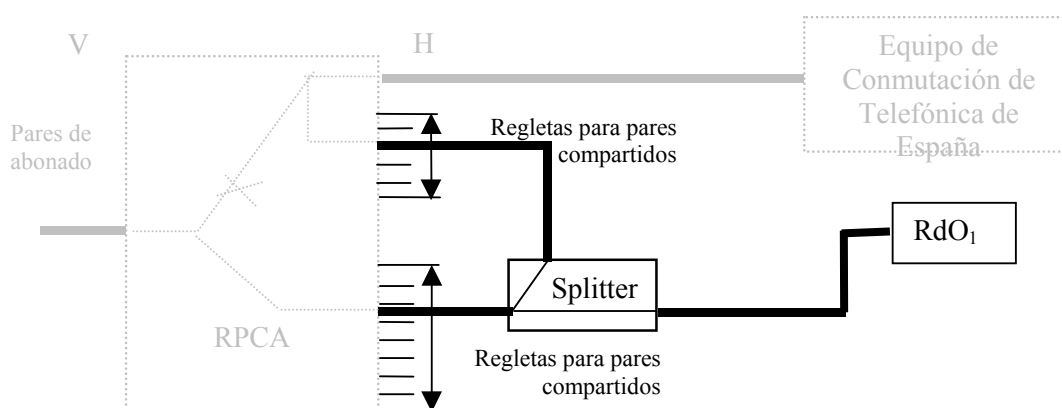 V
H
Equipo de
Conmutación de
Telefónica de
España
Pares de
abonado
Regletas para pares
compartidos
RdO₁
Splitter
RPCA
Regletas para pares
compartidos